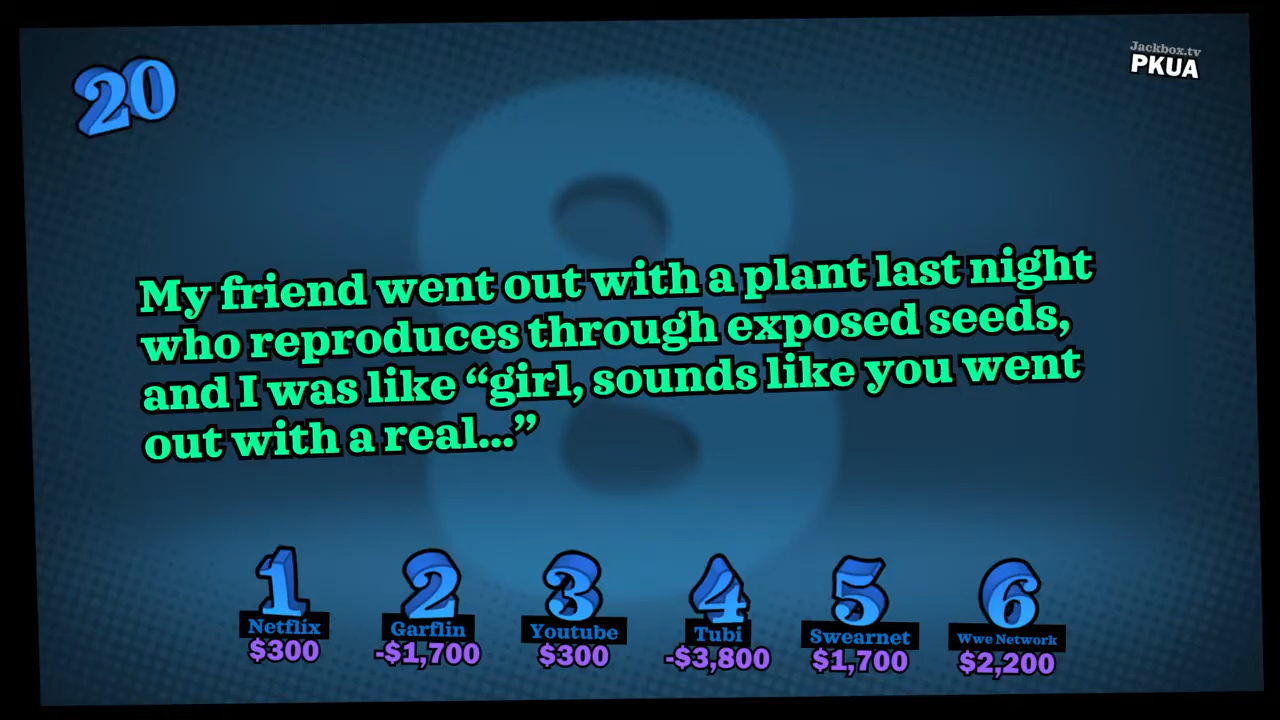 20
Jackbox.tv
PKUA
My friend went out with a plant last night
who reproduces through exposed seeds,
and I was like “girl, sounds like you went
out with a real...”
8
1 2 3 4 5 6
Netflix Garflin Youtube Tubi Swearnet Wwe Network
$300 -$1,700 $300 -$3,800 $1,700 $2,200